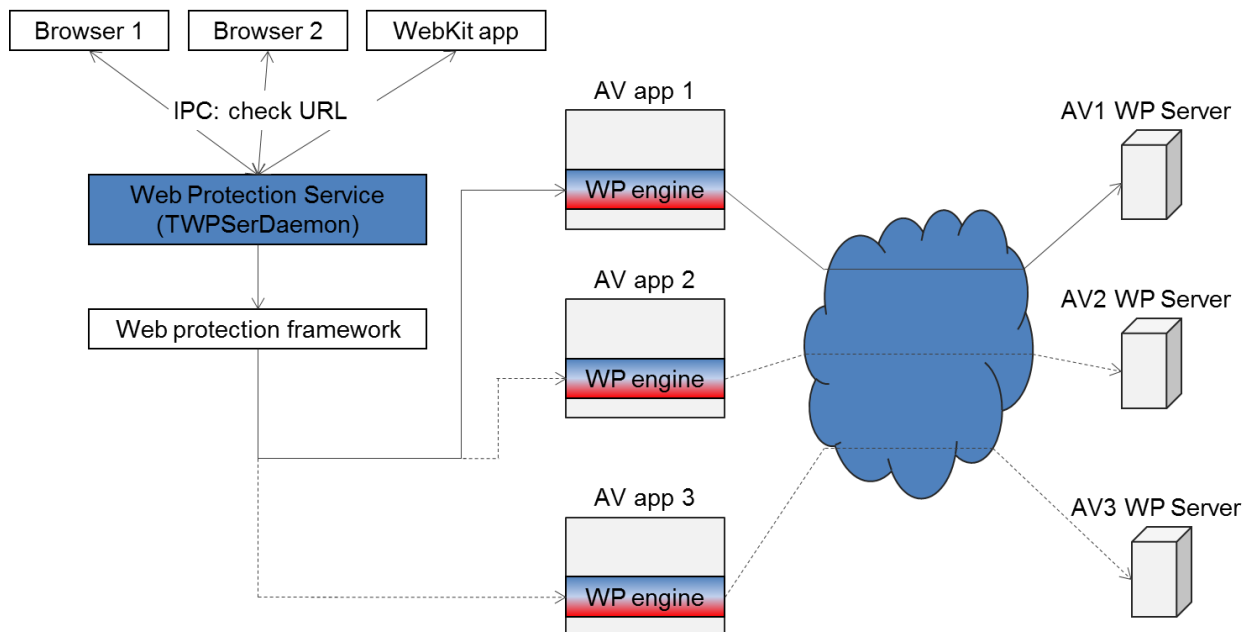 Browser 1
Browser 2
WebKit app
IPC: check URL
Web Protection Service
(TWPSerDaemon)
Web protection framework
AV app 1
WP engine
AV app 2
WP engine
AV app 3
WP engine
AV1 WP Server
AV2 WP Server
AV3 WP Server